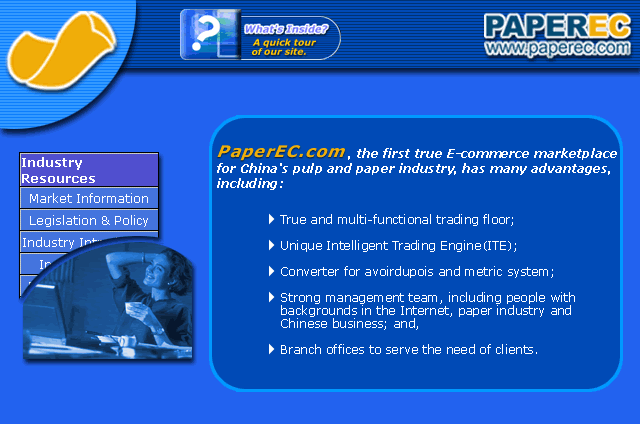 What's Inside?
A quick tour
of our site.
PAPEREC
www.paperec.com
Industry
Resources
Market Information
Legislation & Policy
Industry
PaperEC.com, the first true E-commerce marketplace
for China's pulp and paper industry, has many advantages,
including:
True and multi-functional trading floor;
Unique Intelligent Trading Engine(ITE);
Converter for avoirdupois and metric system;
Strong management team, including people with
backgrounds in the Internet, paper industry and
Chinese business; and,
Branch offices to serve the need of clients.